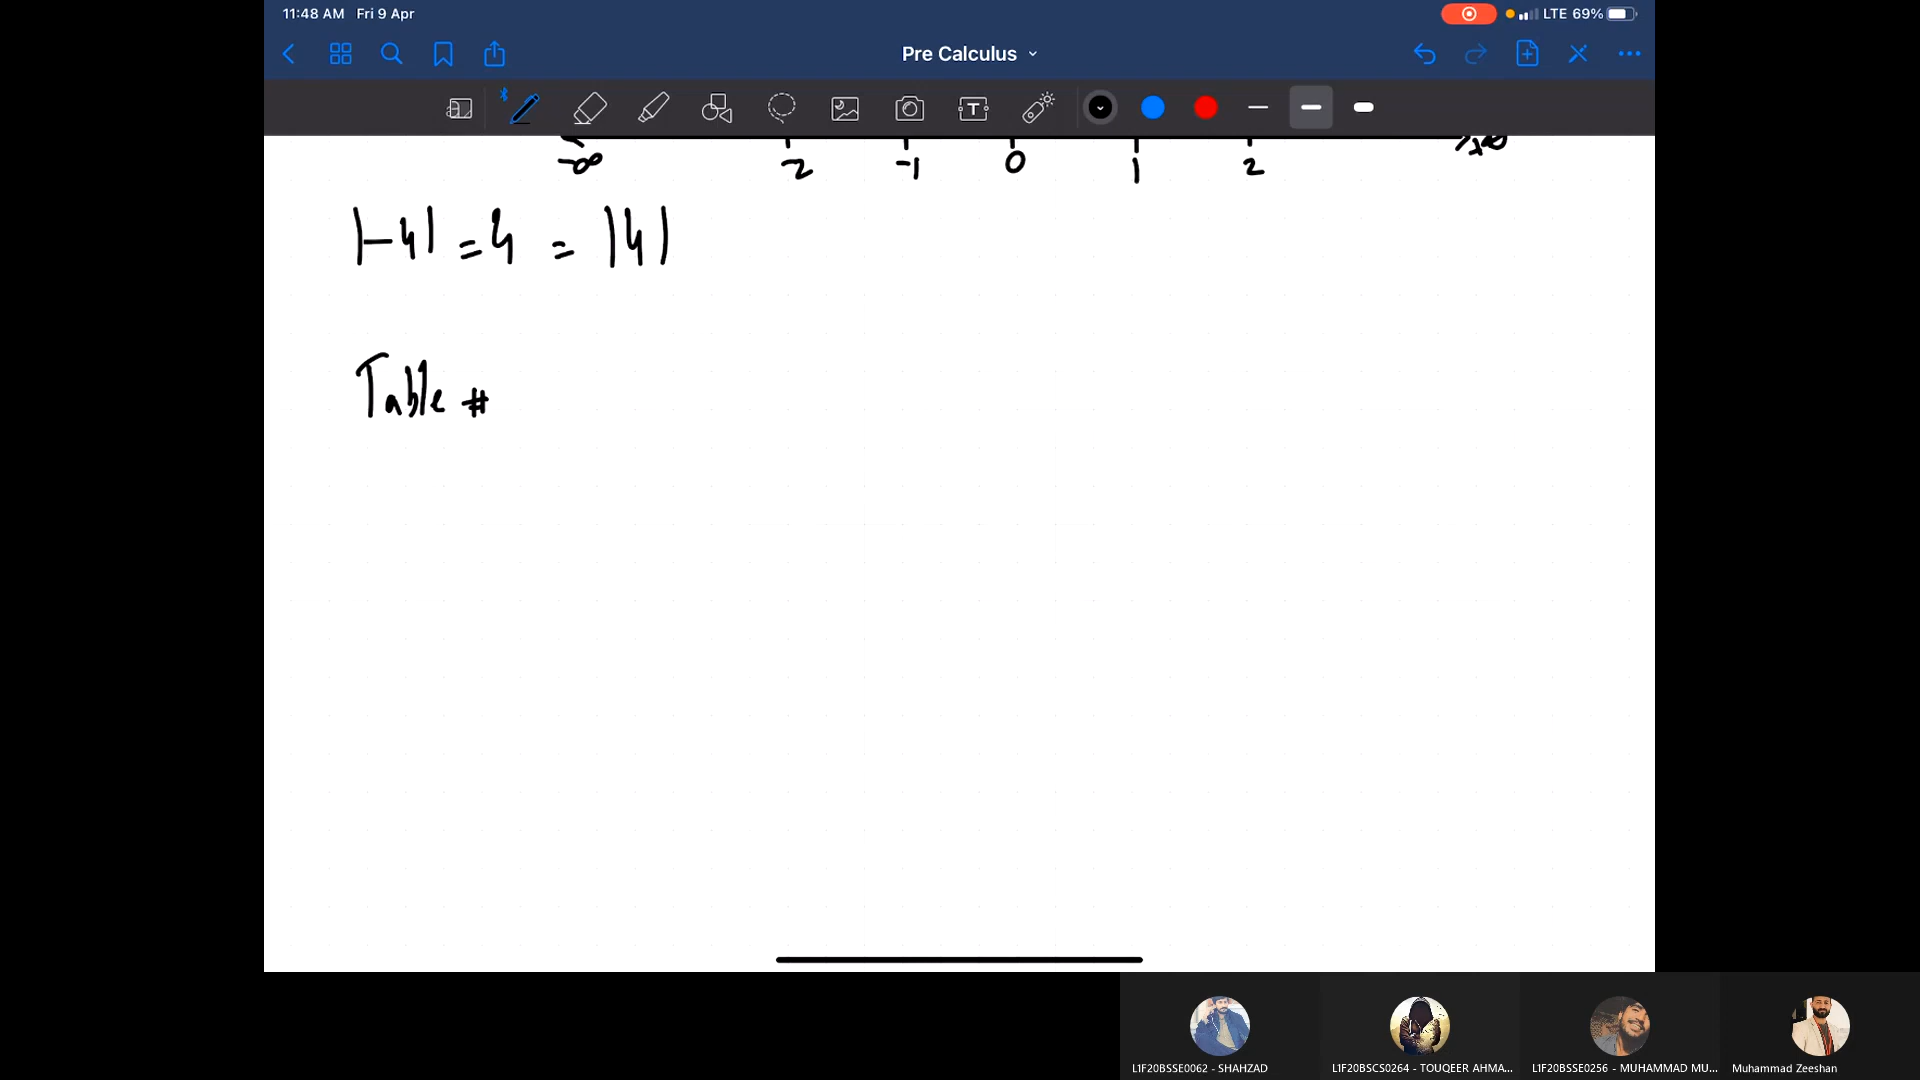 11:48 AM Fri 9 Apr
LTE 69%
Pre Calculus
T
-∞ -2 -1 0 1 2
|-4| = 4 = |4|
Table #
L1F20BSSE0062 - SHAHZAD
L1F20BSCS0264 - TOUQEER AHMA...
L1F20BSSE0256 - MUHAMMAD MU...
Muhammad Zeeshan